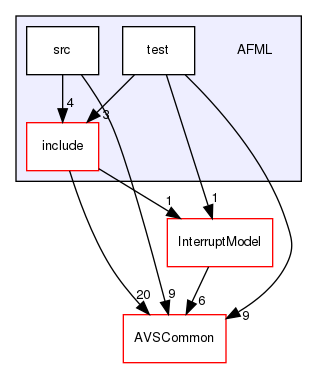 src
test
AFML
4
3
include
1
1
InterruptModel
20
9
6
9
AVSCommon